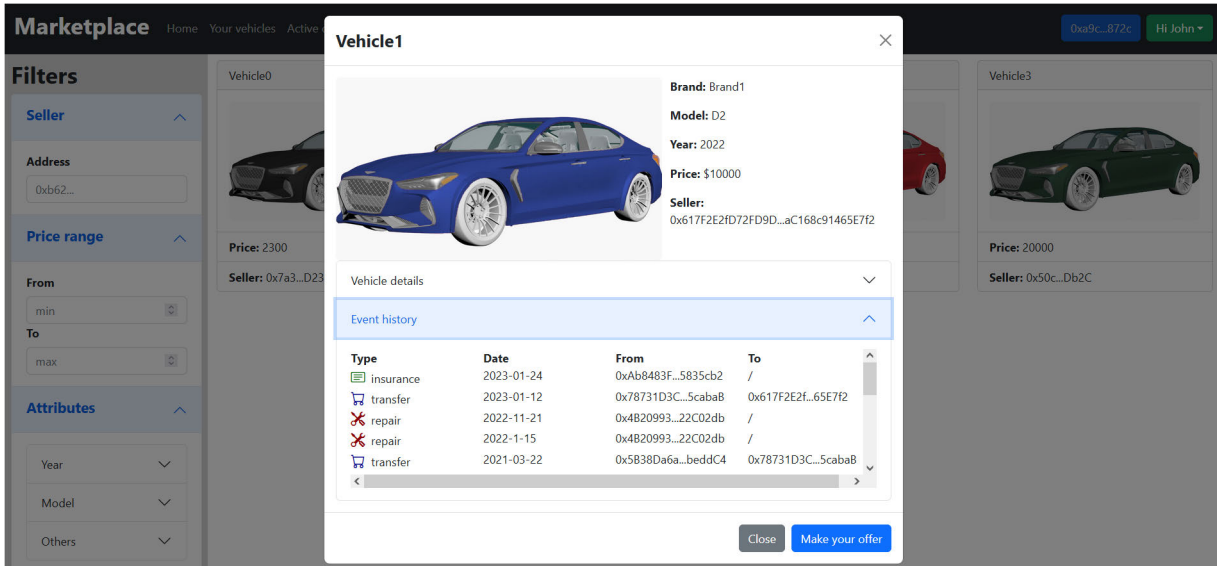 Marketplace Home Your vehicles Active
0xa9c...872c Hi John
Filters
Seller
Address
0xb62...
Price range
From
min
To
max
Attributes
Year
Model
Others
Vehicle0
Price: 2300
Seller: 0x7a3...D23
Vehicle1
Brand: Brand1
Model: D2
Year: 2022
Price: $10000
Seller:
0x617F2E2fD72FD9D...aC168c91465E7f2
Vehicle details
Event history
Type Date From To
insurance 2023-01-24 0xAb8483F...5835cb2 /
transfer 2023-01-12 0x78731D3C...5cabaB 0x617F2E2f...65E7f2
repair 2022-11-21 0x4B20993...22C02db /
repair 2022-1-15 0x4B20993...22C02db /
transfer 2021-03-22 0x5B38Da6a...beddC4 0x78731D3C...5cabaB
Close Make your offer
Vehicle3
Price: 20000
Seller: 0x50c...Db2C